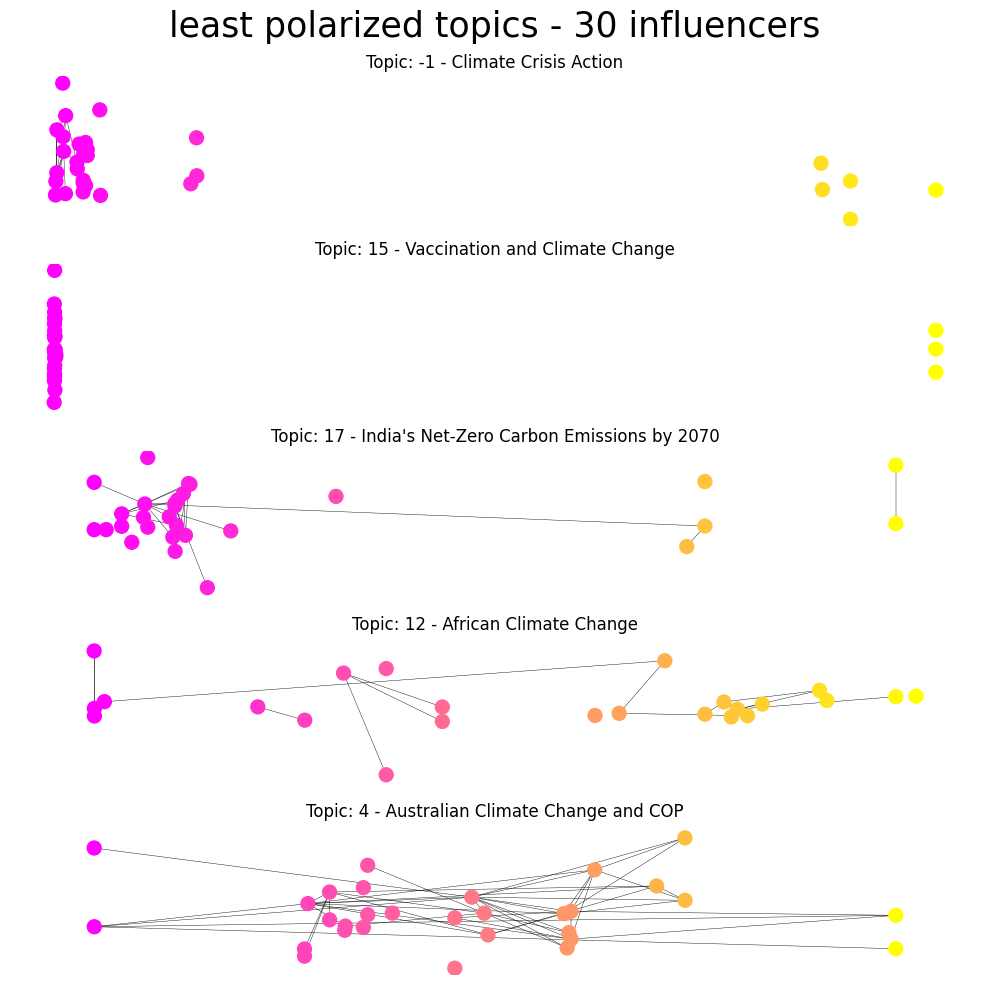 least polarized topics - 30 influencers
Topic: -1 - Climate Crisis Action
Topic: 15 - Vaccination and Climate Change
Topic: 17 - India's Net-Zero Carbon Emissions by 2070
Topic: 12 - African Climate Change
Topic: 4 - Australian Climate Change and COP